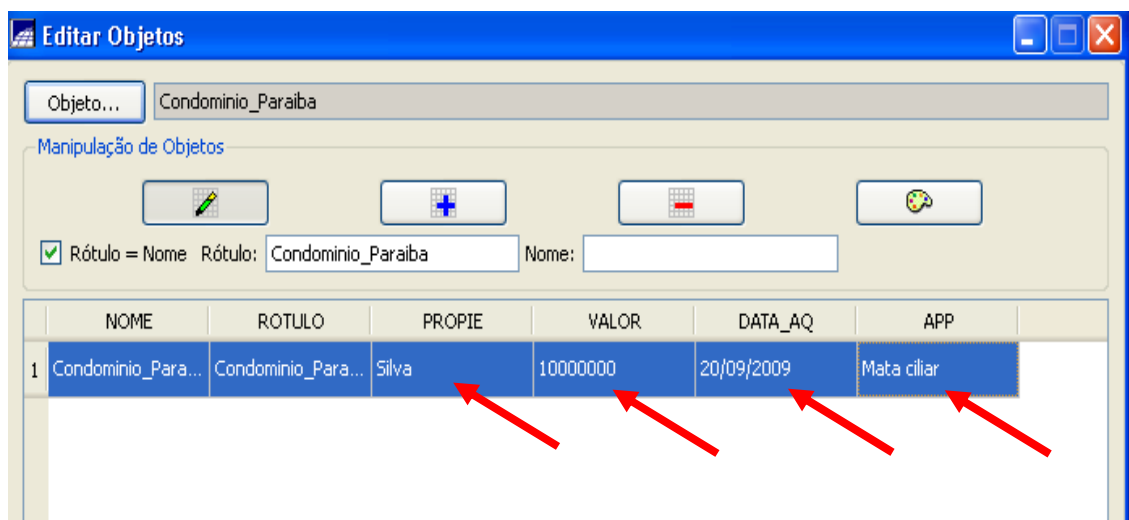 Editar Objetos
Objeto... Condominio_Paraiba
Manipulação de Objetos
Rótulo = Nome Rótulo: Condominio_Paraiba Nome:
NOME ROTULO PROPIE VALOR DATA_AQ APP
1 Condominio_Para... Condominio_Para... Silva 10000000 20/09/2009 Mata ciliar